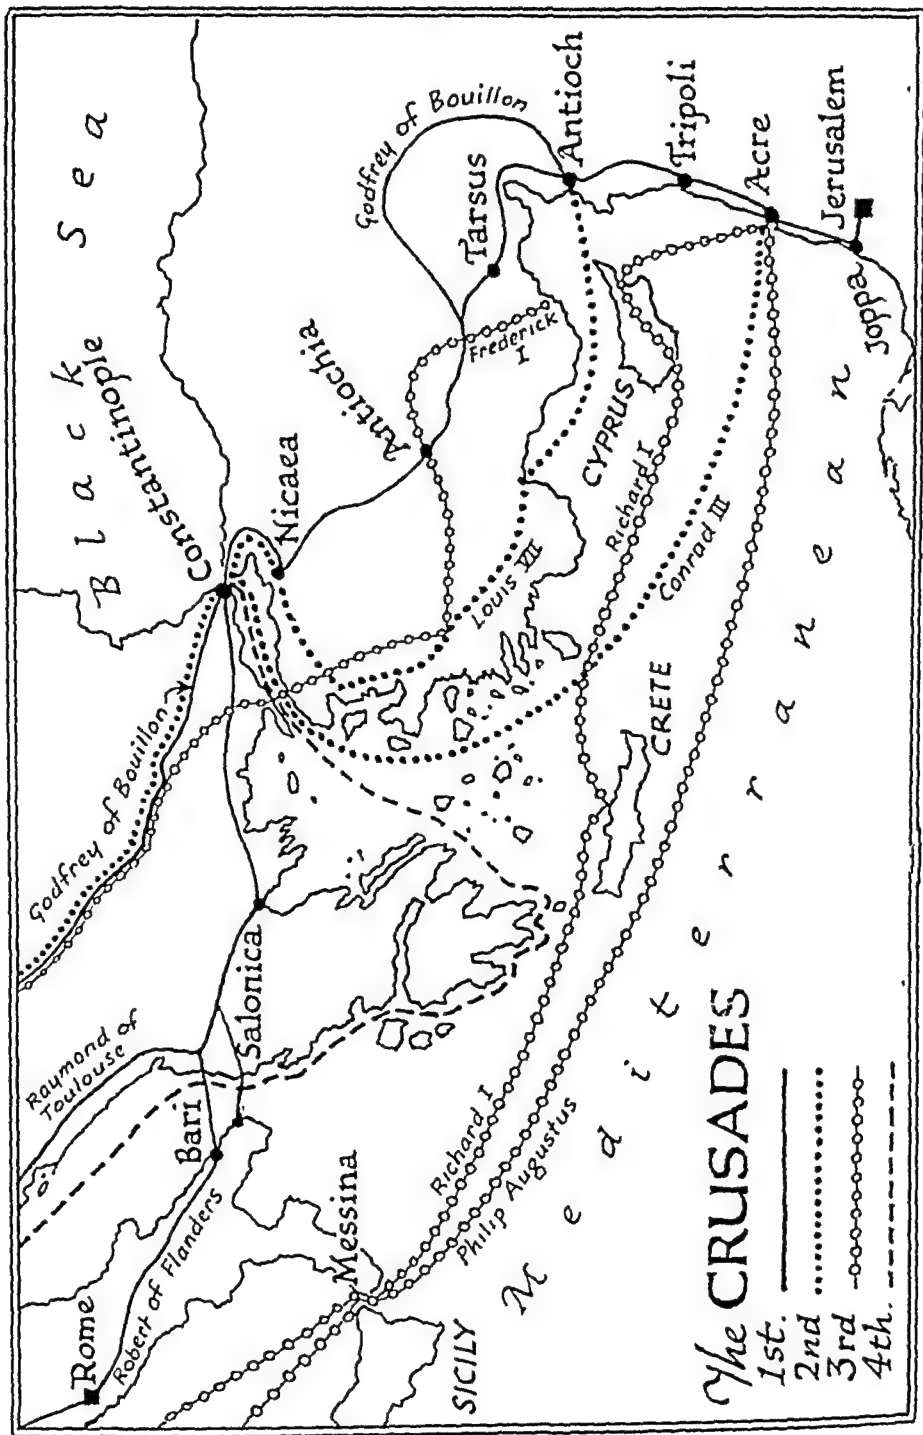 Black Sea
Constantinople
Nicaea
Antiochia
Godfrey of Bouillon
Tarsus
Antioch
Tripoli
Acre
Jerusalem
Joppa
Frederick
I
Godfrey of Bouillon
Louis VII
CYPRUS
Richard I
Conrad III
CRETE
Salonica
Raymond of
Toulouse
Bari
Rome
Robert of Flanders
Messina
SICILY
Richard I
Philip Augustus
Mediterranean
The CRUSADES
1st.
2nd
3rd
4th.